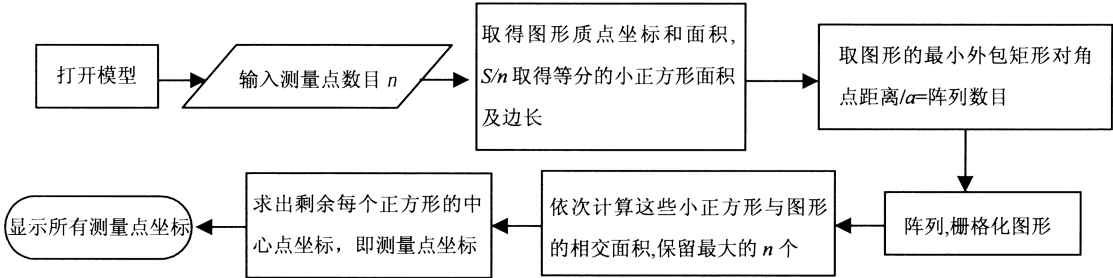 打开模型
输入测量点数目 n
取得图形质点坐标和面积,
S/n 取得等分的小正方形面积
及边长
取图形的最小外包矩形对角
点距离/a=阵列数目
阵列,栅格化图形
依次计算这些小正方形与图形
的相交面积,保留最大的 n 个
求出剩余每个正方形的中
心点坐标，即测量点坐标
显示所有测量点坐标